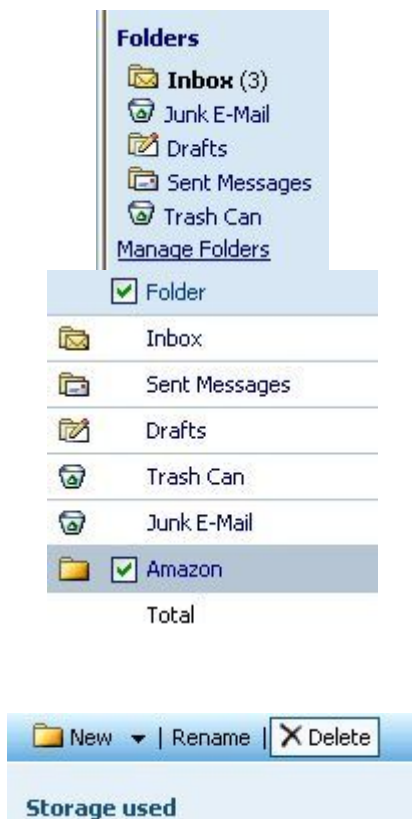 Folders
Inbox (3)
Junk E-Mail
Drafts
Sent Messages
Trash Can
Manage Folders
Folder
Inbox
Sent Messages
Drafts
Trash Can
Junk E-Mail
Amazon
Total
New | Rename | Delete
Storage used